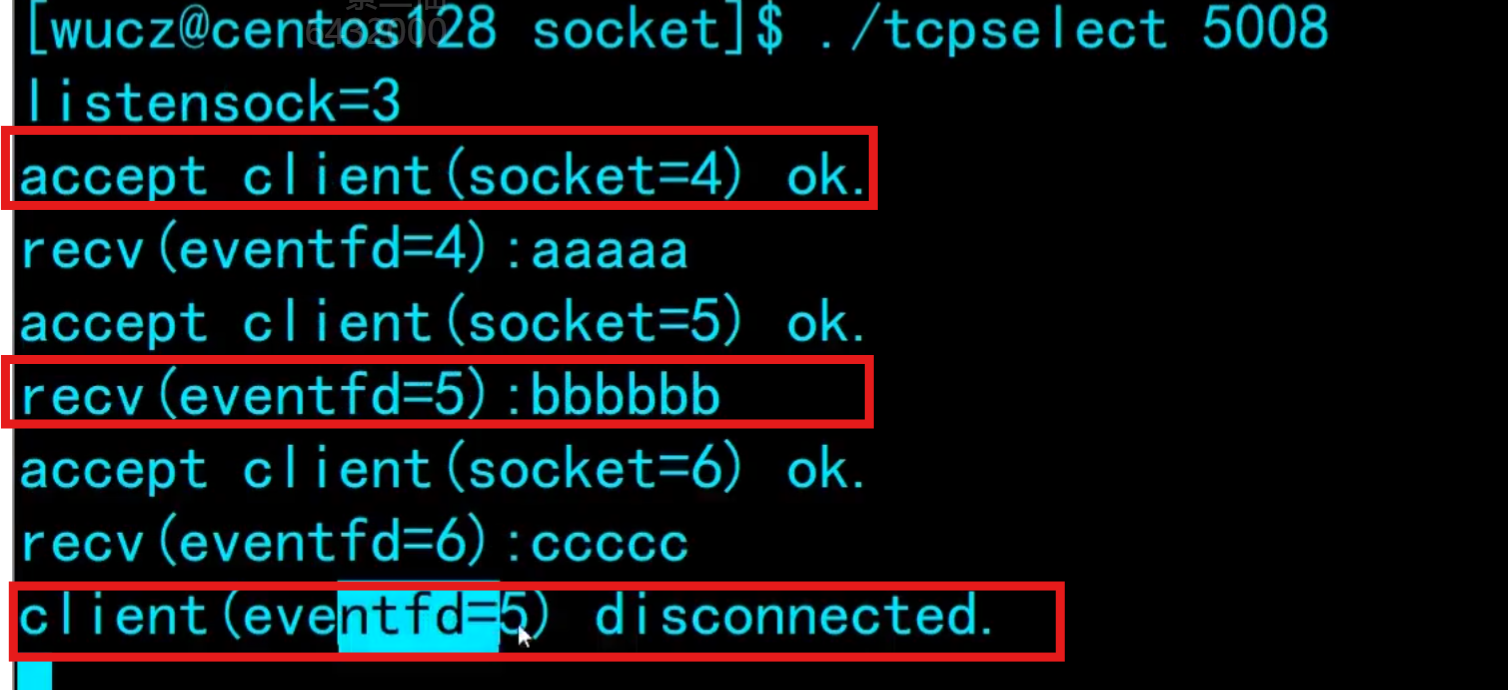 [wucz@centos128 socket]$ ./tcpselect 5008
listensock=3
accept client(socket=4) ok.
recv(eventfd=4):aaaaa
accept client(socket=5) ok.
recv(eventfd=5):bbbbbb
accept client(socket=6) ok.
recv(eventfd=6):ccccc
client(eventfd=5) disconnected.
6432000